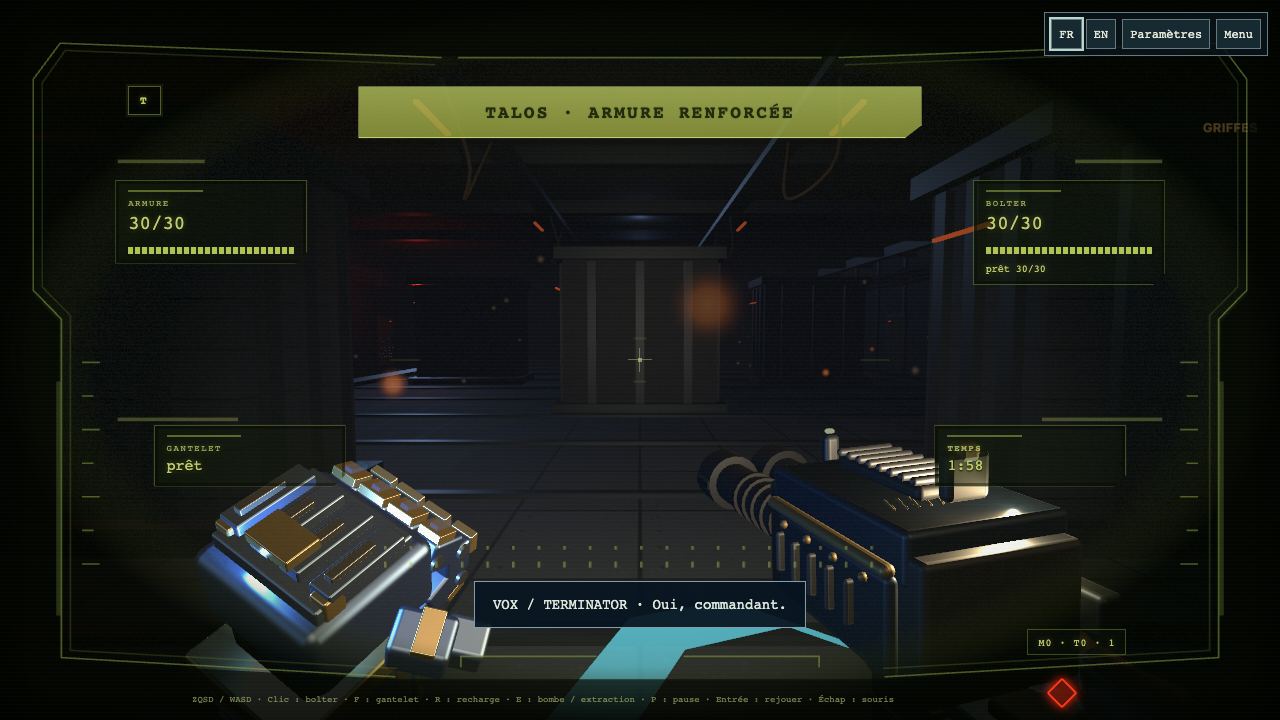 FR EN Paramètres Menu
T
TALOS · ARMURE RENFORCÉE
GRIFFES
ARMURE
30/30
BOLTER
30/30
prêt 30/30
GANTELET
prêt
TEMPS
1:58
VOX / TERMINATOR · Oui, commandant.
M0 · T0 · 1
ZQSD / WASD · Clic : bolter · F : gantelet · R : recharge · E : bombe / extraction · P : pause · Entrée : rejouer · Échap : souris